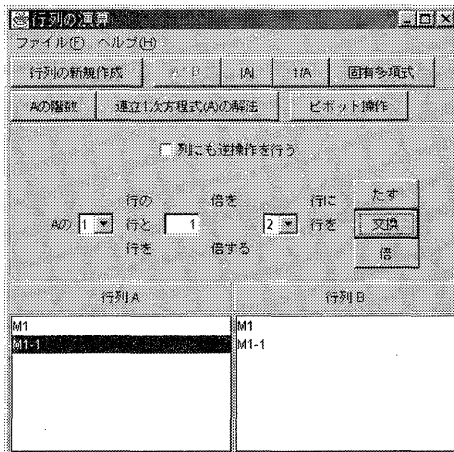 行列の演算
ファイル(F) ヘルプ(H)
行列の新規作成 A*B |A| 1/A 固有多項式
Aの階数 連立1次方程式(A)の解法 ピボット操作
列にも逆操作を行う
行の 倍を 行に たす
Aの 1 行と 1 2 行を 交換
行を 倍する 倍
行列A 行列B
M1 M1
M1-1 M1-1